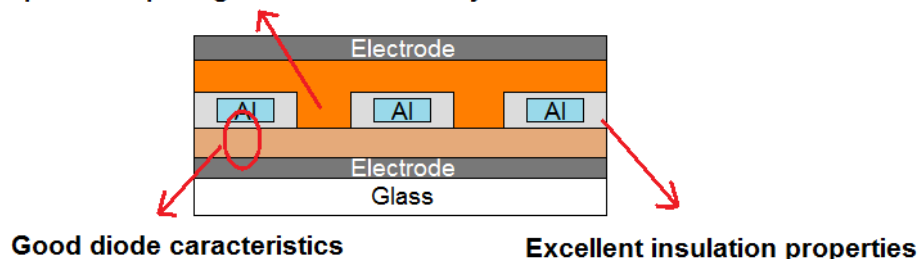 Electrode
Al Al Al
Electrode
Glass
Good diode caracteristics Excellent insulation properties